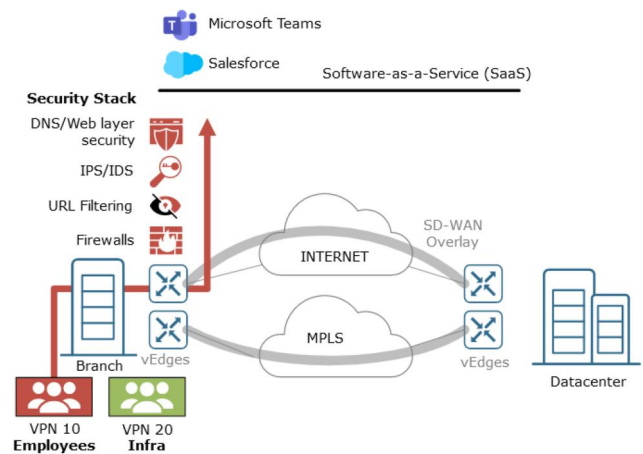 Microsoft Teams
Salesforce
Software-as-a-Service (SaaS)
Security Stack
DNS/Web layer
security
IPS/IDS
URL Filtering
Firewalls
SD-WAN
Overlay
INTERNET
MPLS
Branch
vEdges
vEdges
Datacenter
VPN 10
Employees
VPN 20
Infra